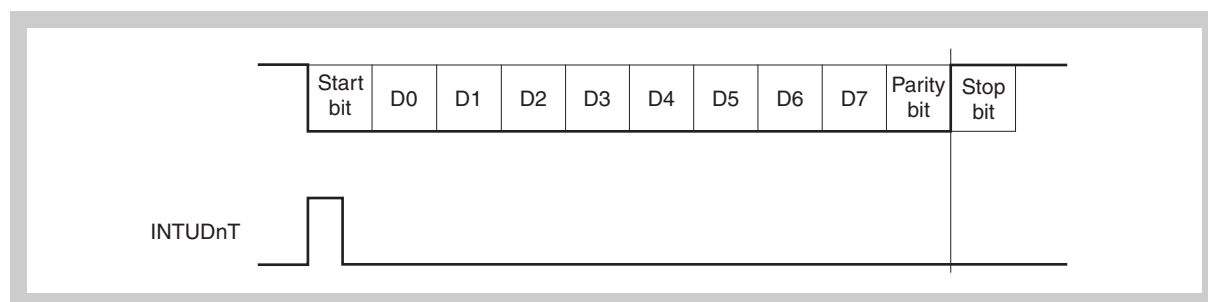 Start
bit
D0
D1
D2
D3
D4
D5
D6
D7
Parity
bit
Stop
bit
INTUDnT